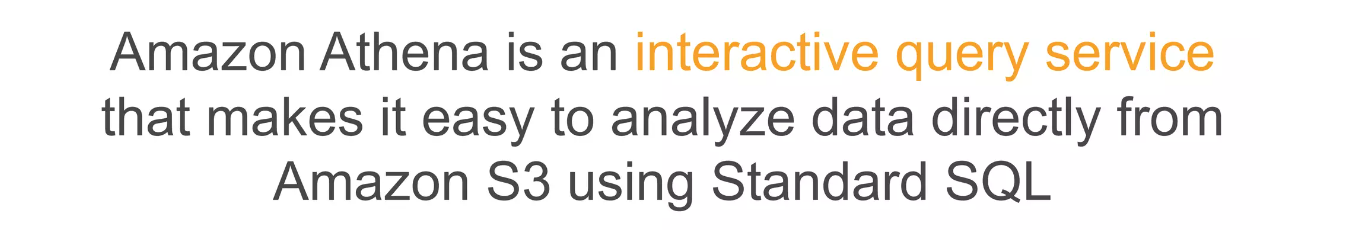 Amazon Athena is an interactive query service
that makes it easy to analyze data directly from
Amazon S3 using Standard SQL